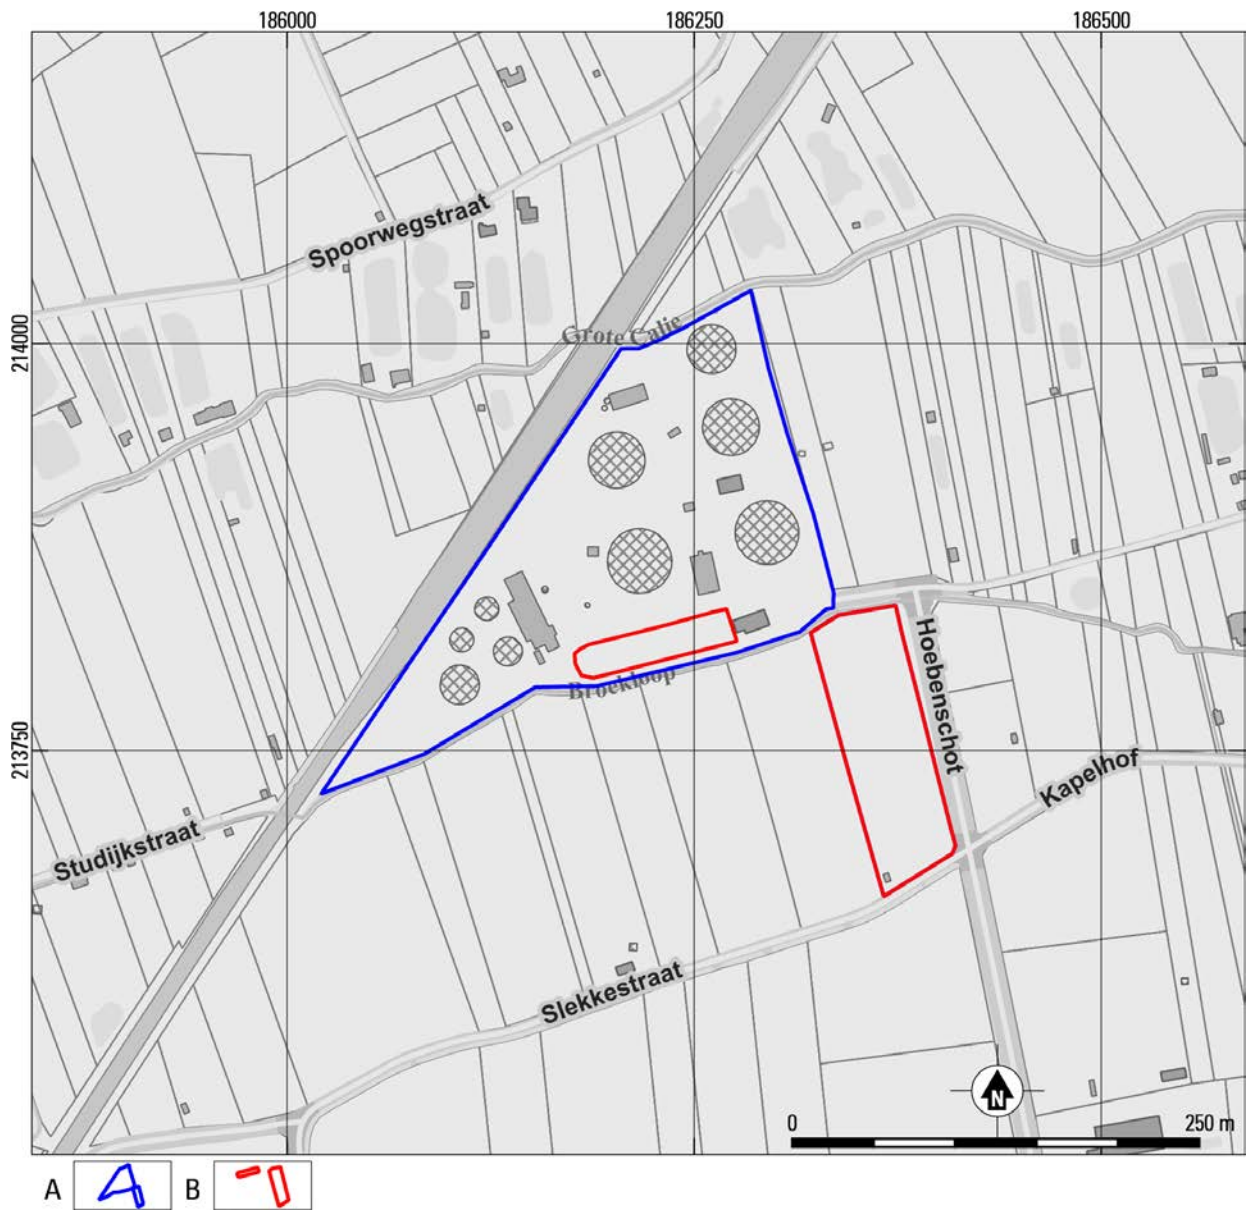 186000 186250 186500
Spoorwegstraat
214000
Grote Calie
Hoebenschot
Broekloop
213750
Kapelhof
Studijkstraat
Slekkestraat
N
0 250 m
A B